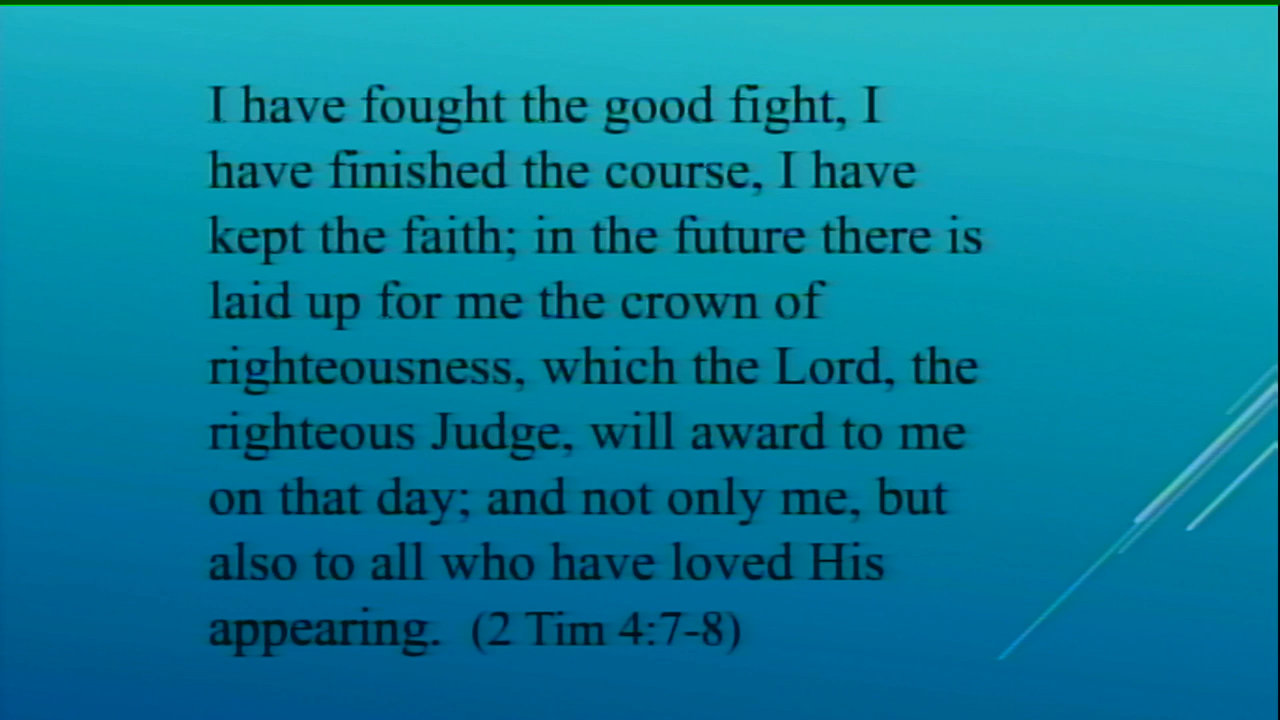 I have fought the good fight, I
have finished the course, I have
kept the faith; in the future there is
laid up for me the crown of
righteousness, which the Lord, the
righteous Judge, will award to me
on that day; and not only me, but
also to all who have loved His
appearing.  (2 Tim 4:7-8)